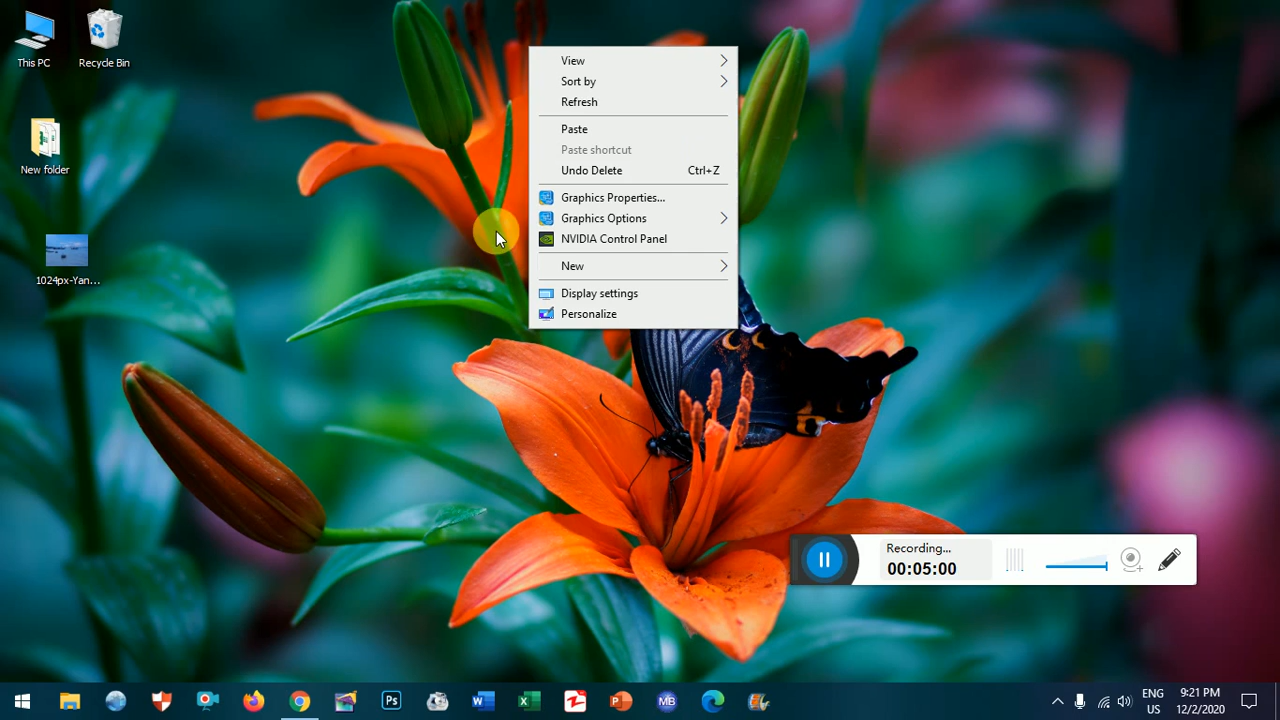 This PC
Recycle Bin
New folder
1024px-Yan...
View
Sort by
Refresh
Paste
Paste shortcut
Undo Delete Ctrl+Z
Graphics Properties...
Graphics Options
NVIDIA Control Panel
New
Display settings
Personalize
Recording...
00:05:00
Ps
W
X
P
MB
ENG
US
9:21 PM
12/2/2020